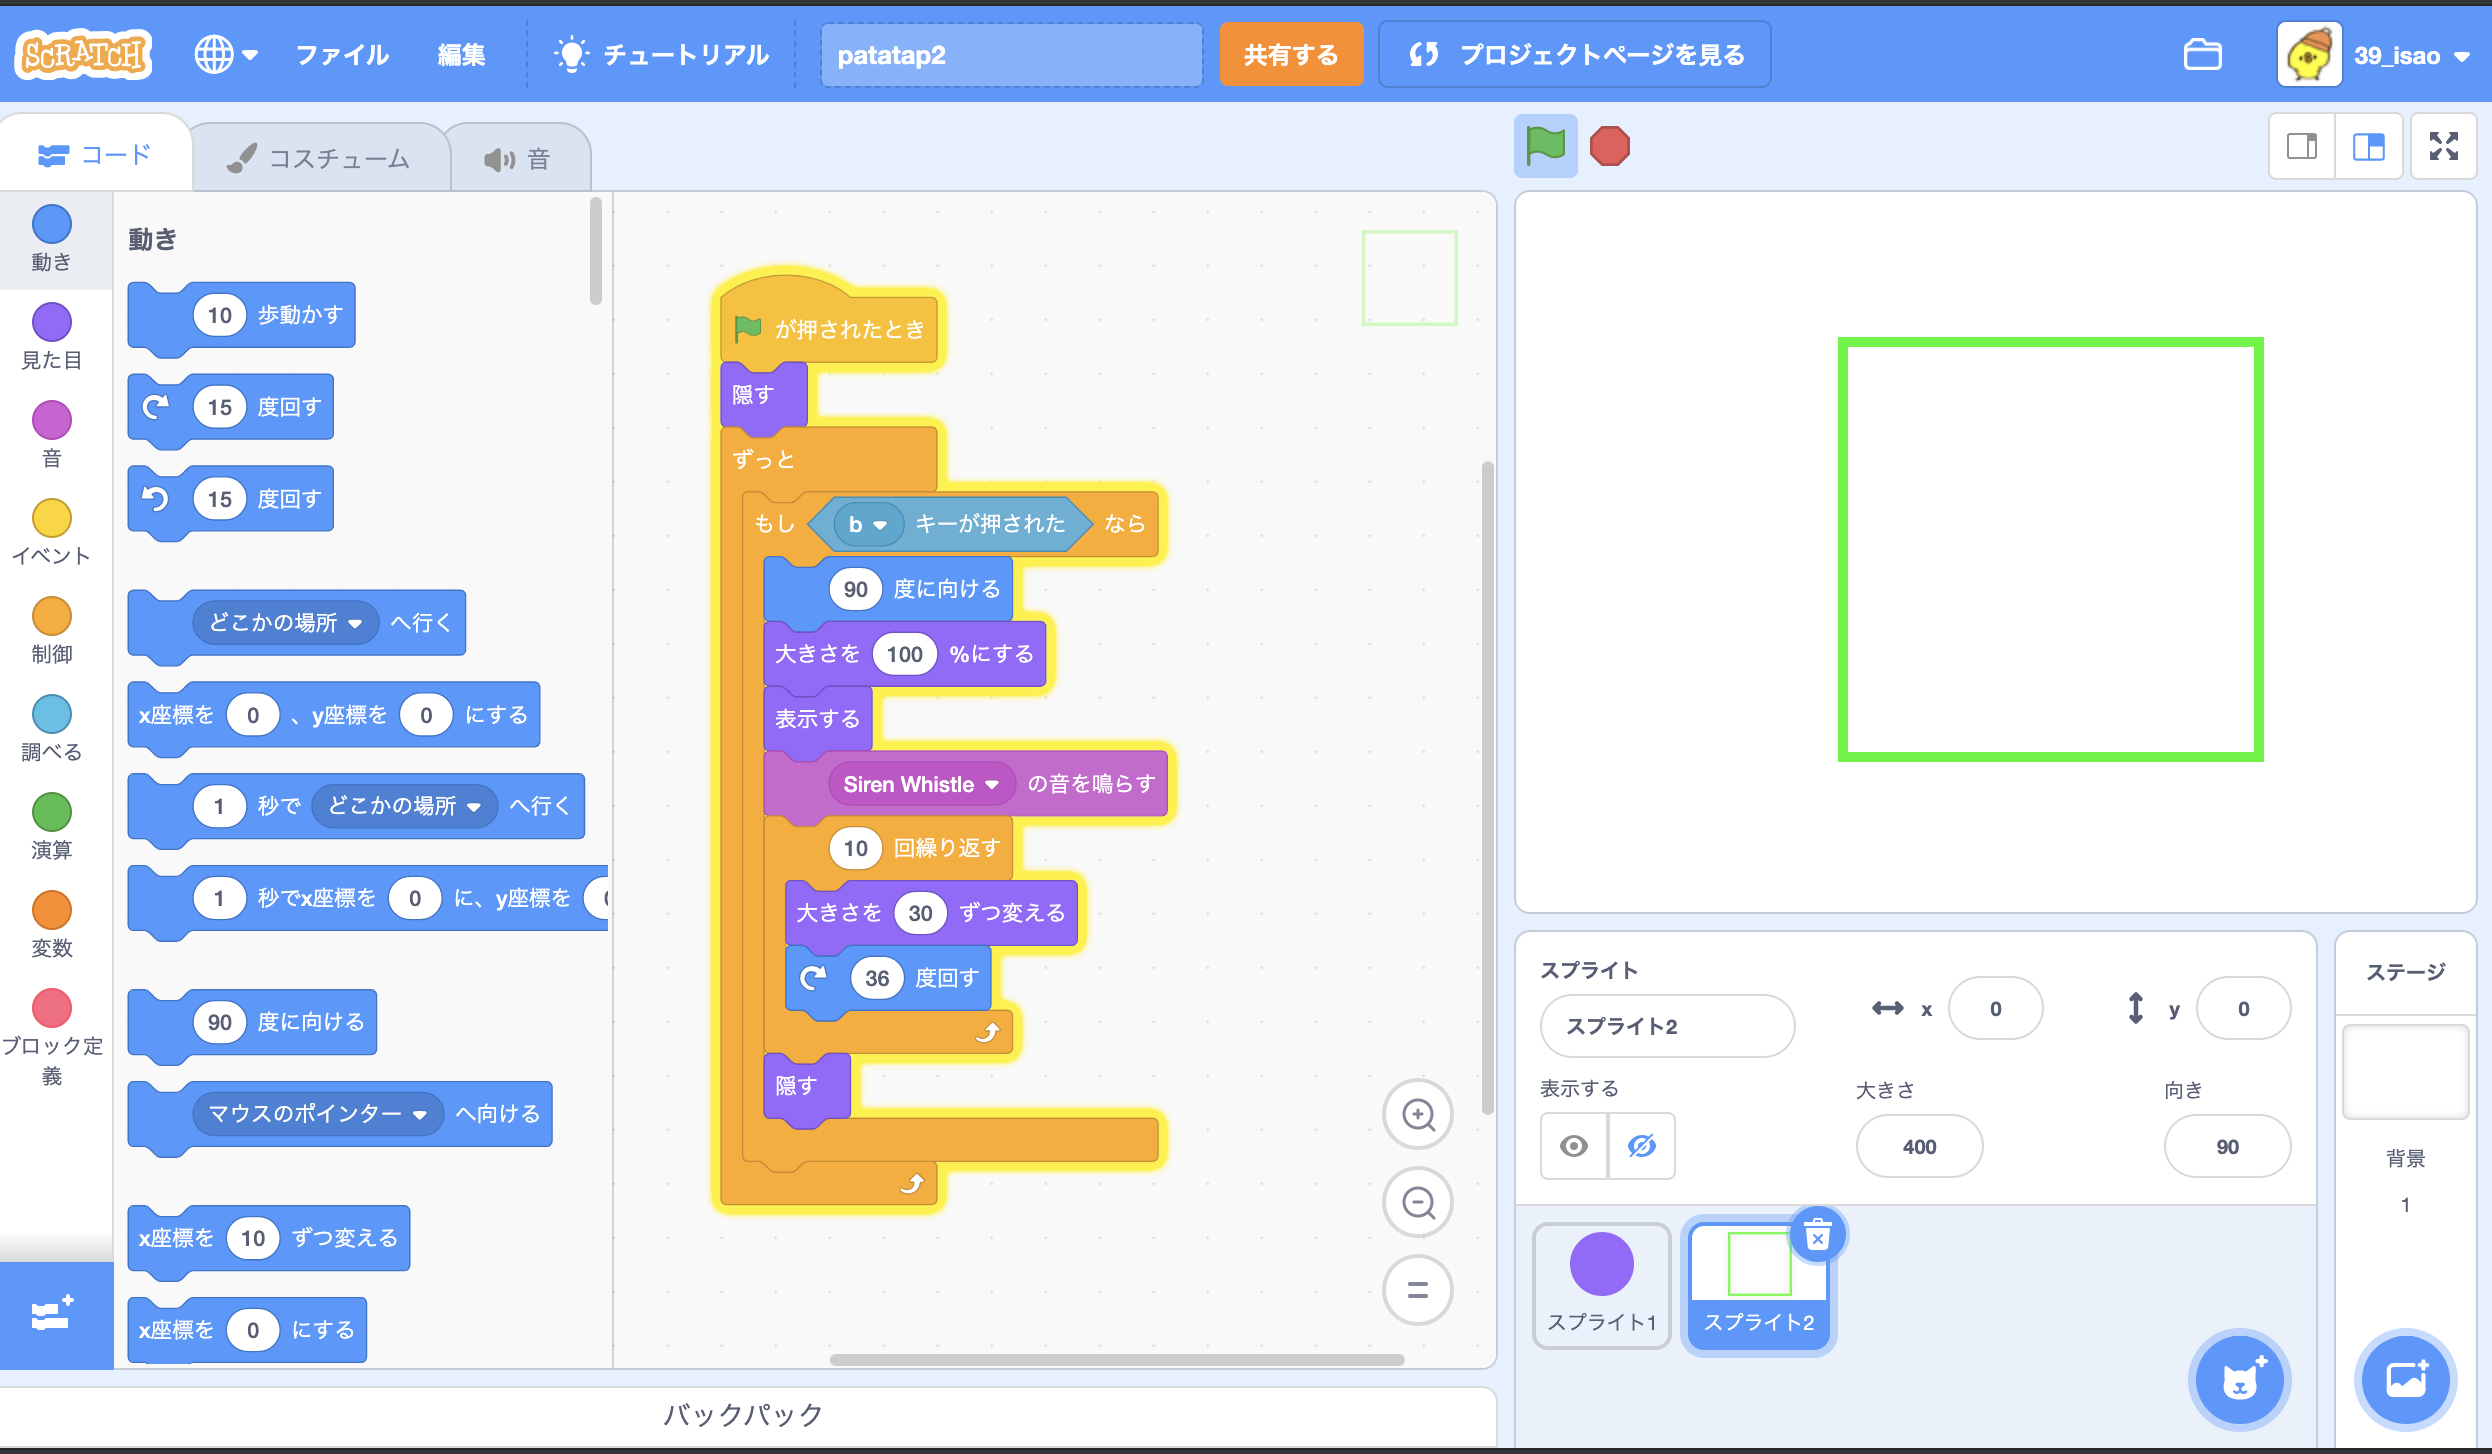 SCRATCH
ファイル
編集
チュートリアル
patatap2
共有する
プロジェクトページを見る
39_isao
コード
コスチューム
音
動き
見た目
音
イベント
制御
調べる
演算
変数
ブロック定
義
動き
10 歩動かす
15 度回す
15 度回す
どこかの場所 へ行く
x座標を 0 、y座標を 0 にする
1 秒で どこかの場所 へ行く
1 秒でx座標を 0 に、y座標を
90 度に向ける
マウスのポインター へ向ける
x座標を 10 ずつ変える
x座標を 0 にする
が押されたとき
隠す
ずっと
もし b キーが押された なら
90 度に向ける
大きさを 100 %にする
表示する
Siren Whistle の音を鳴らす
10 回繰り返す
大きさを 30 ずつ変える
36 度回す
隠す
バックパック
スプライト
スプライト2
x 0
y 0
表示する
大きさ
400
向き
90
スプライト1
スプライト2
ステージ
背景
1